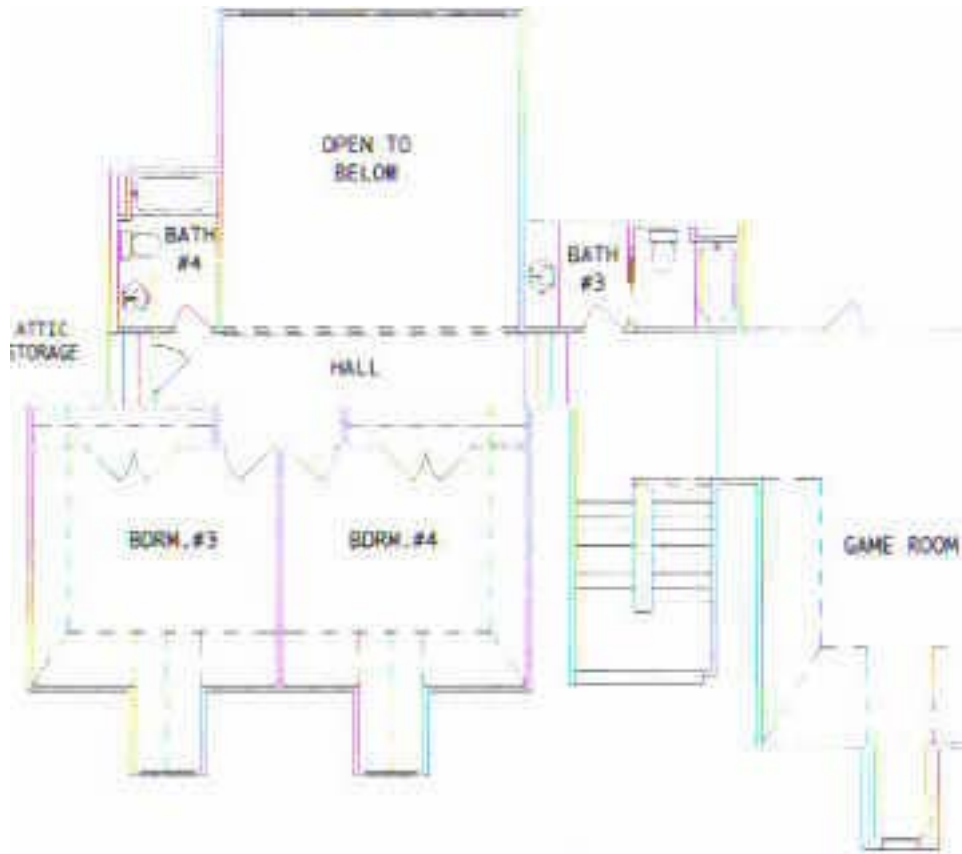 OPEN TO
BELOW
BATH
#4
BATH
#3
ATTIC
STORAGE
HALL
BDRM.#3
BDRM.#4
GAME ROOM